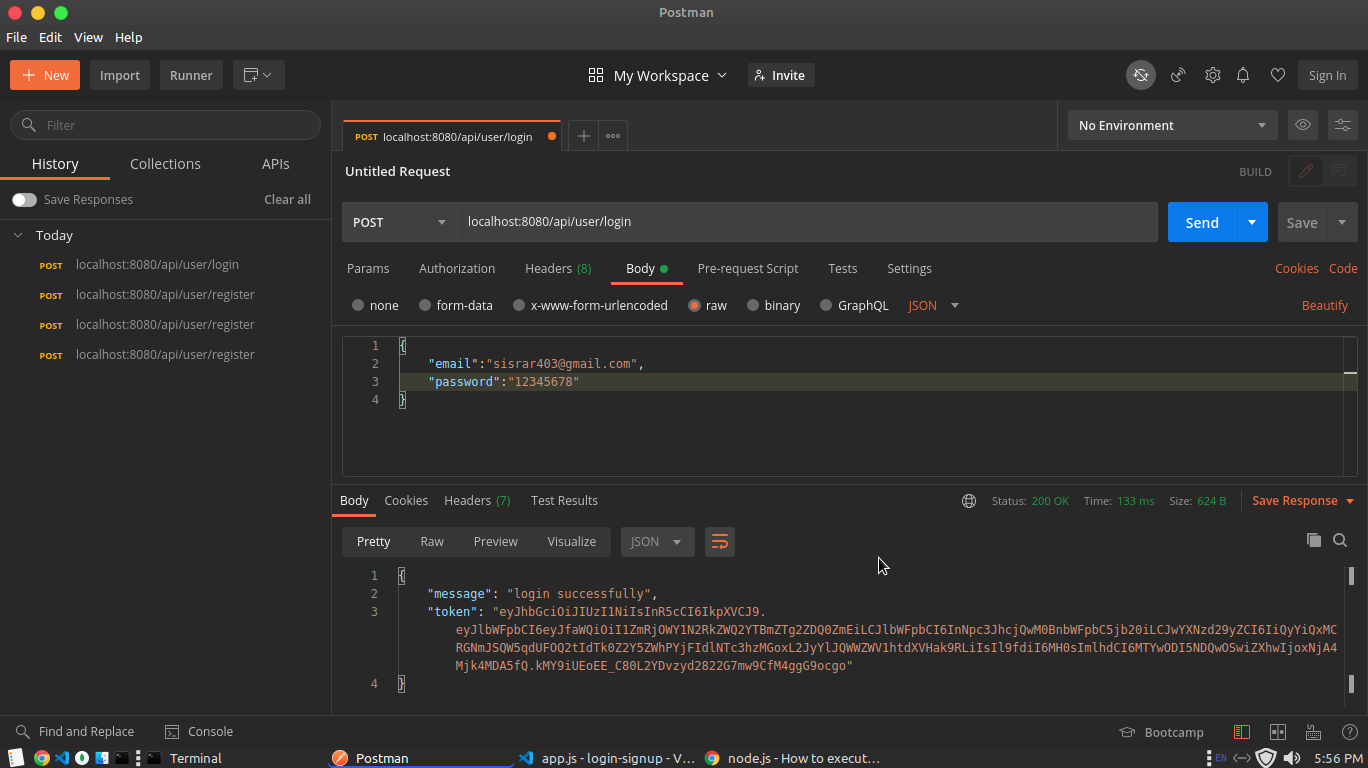 Postman
File Edit View Help
New Import Runner My Workspace Invite Sign In
Filter
History Collections APIs
Save Responses Clear all
Today
POST localhost:8080/api/user/login
POST localhost:8080/api/user/register
POST localhost:8080/api/user/register
POST localhost:8080/api/user/register
POST localhost:8080/api/user/login
No Environment
Untitled Request BUILD
POST localhost:8080/api/user/login Send Save
Params Authorization Headers (8) Body Pre-request Script Tests Settings Cookies Code
none form-data x-www-form-urlencoded raw binary GraphQL JSON Beautify
1 {
2 "email":"sisrar403@gmail.com",
3 "password":"12345678"
4 }
Body Cookies Headers (7) Test Results Status: 200 OK Time: 133 ms Size: 624 B Save Response
Pretty Raw Preview Visualize JSON
1 {
2 "message": "login successfully",
3 "token": "eyJhbGciOiJIUzI1NiIsInR5cCI6IkpXVCJ9.
eyJlbWFpbCI6eyJfaWQiOiI1ZmRjOWY1N2RkZWQ2YTBmZTg2ZDQ0ZmEiLCJlbWFpbCI6InNpc3JhcjQwM0BnbWFpbC5jb20iLCJwYXNzd29yZCI6IiQyYiQxMC
RGNmJSQW5qdUFOQ2tIdTk0Z2Y5ZWhPYjFIdlNTc3hzMGoxL2JyYlJQWWZWV1htdXVHak9RLiIsIl9fdiI6MH0sImlhdCI6MTYwODI5NDQwOSwiZXhwIjoxNjA4
Mjk4MDA5fQ.kMY9iUEoEE_C80L2YDvzyd2822G7mw9CfM4ggG9ocgo"
4 }
Find and Replace Console Bootcamp
Terminal Postman app.js - login-signup - V... node.js - How to execut... EN 5:56 PM